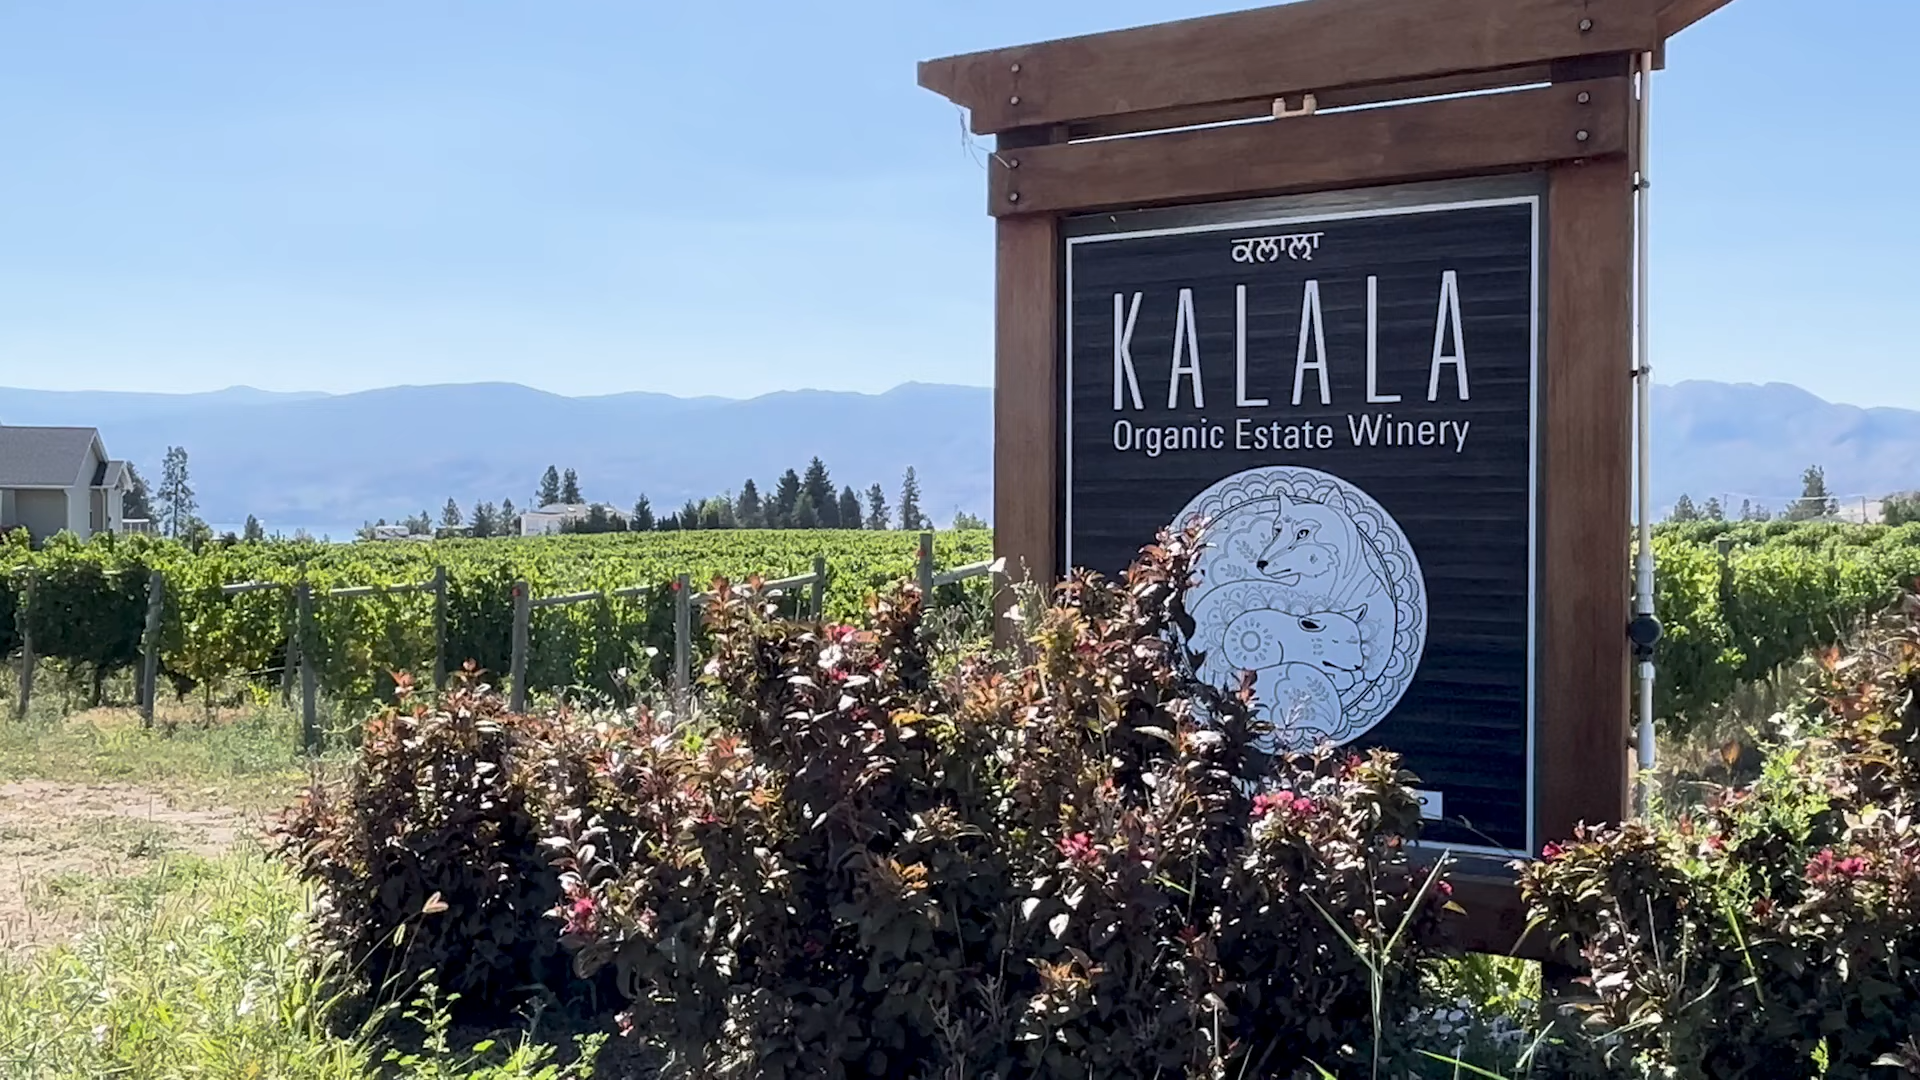 ਕਲਾਲਾ
KALALA
Organic Estate Winery